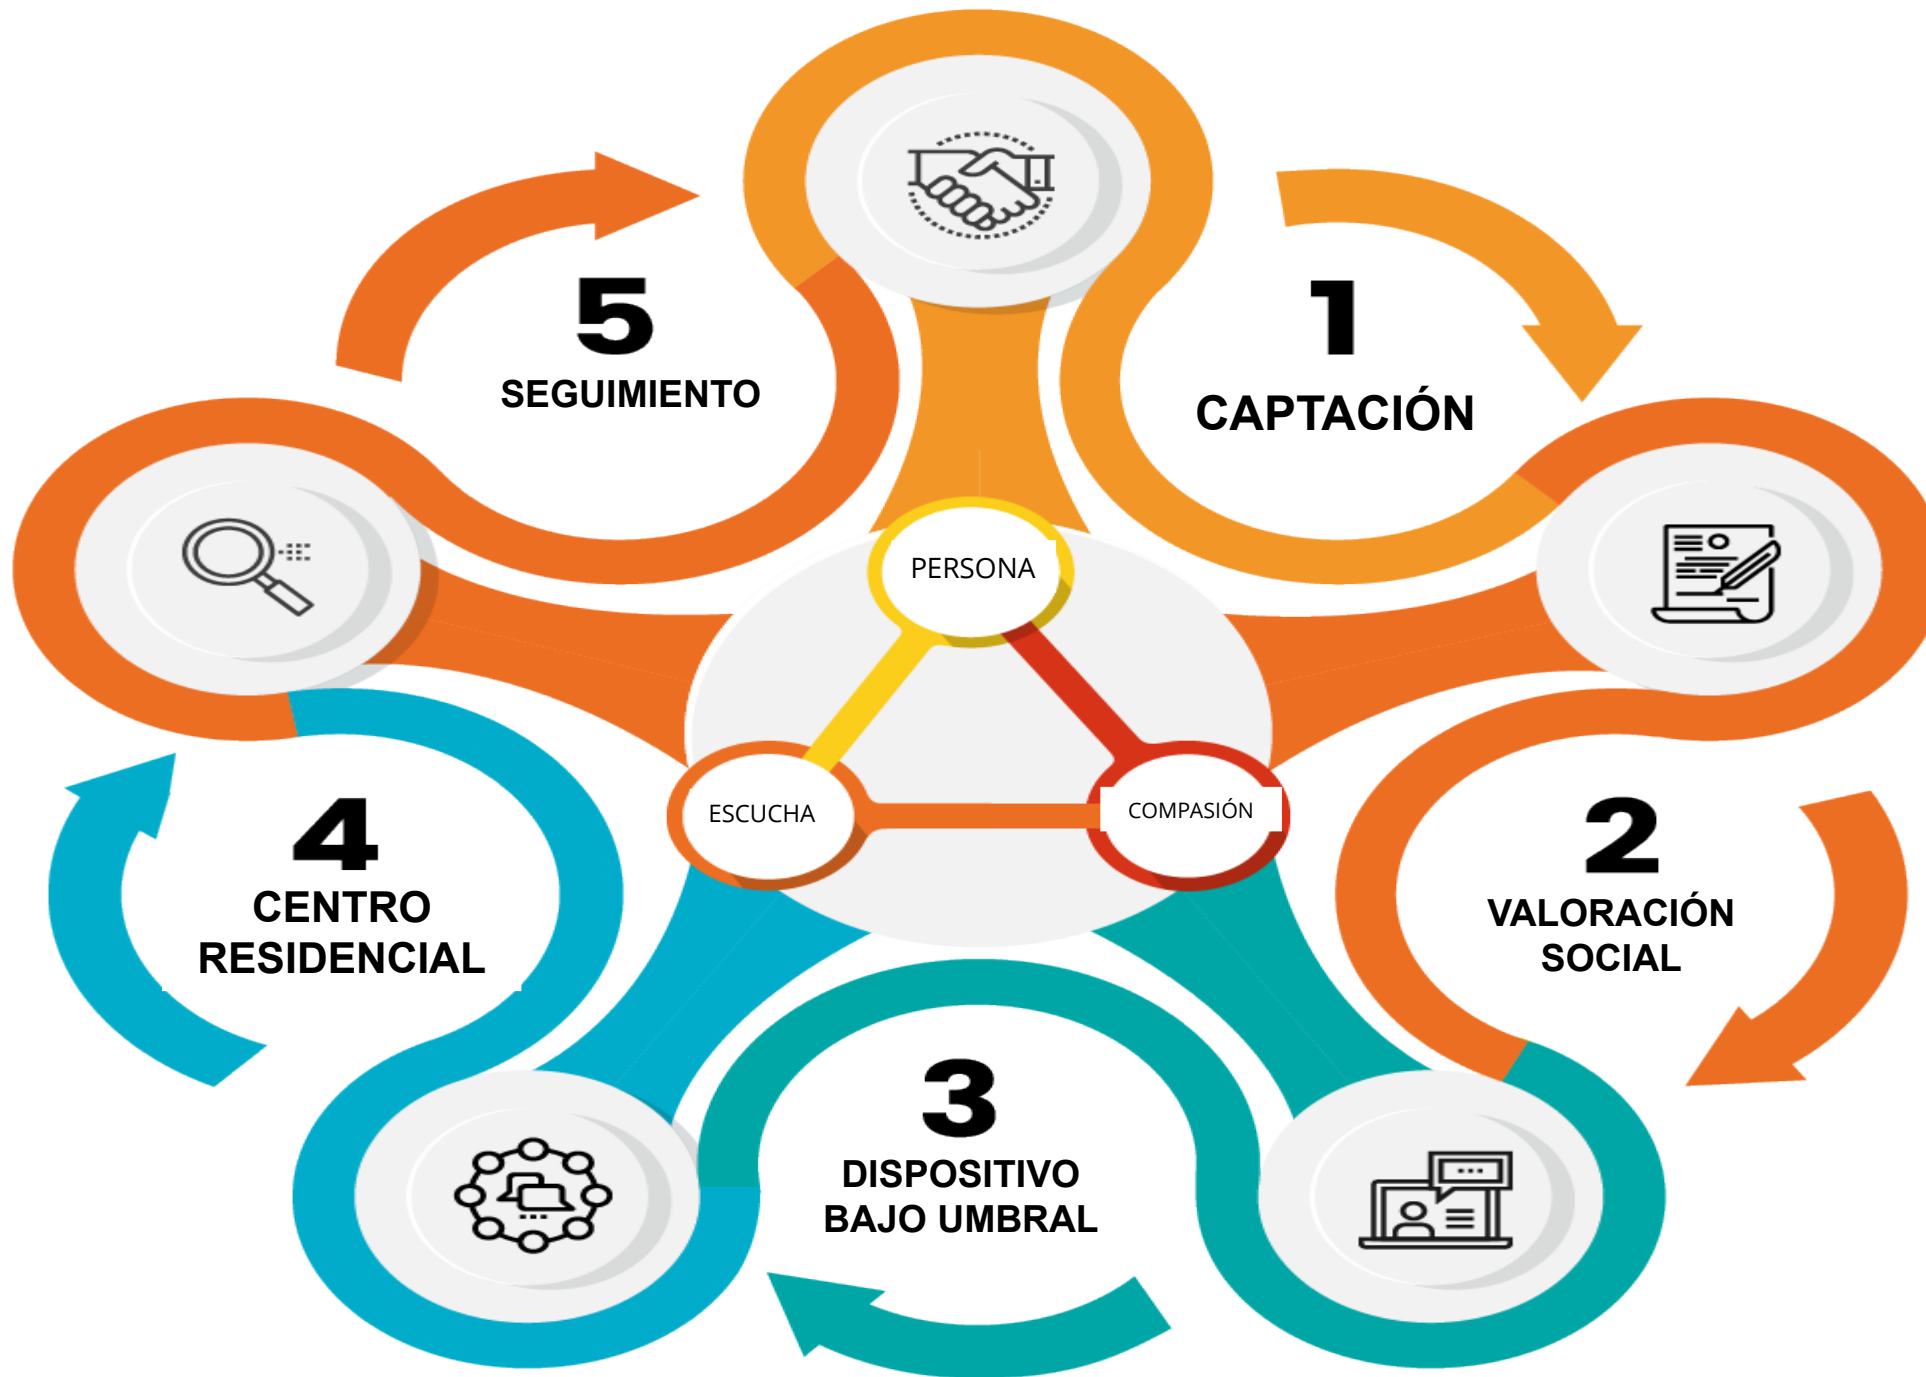 1
CAPTACIÓN
2
VALORACIÓN
SOCIAL
3
DISPOSITIVO
BAJO UMBRAL
4
CENTRO
RESIDENCIAL
5
SEGUIMIENTO
PERSONA
ESCUCHA
COMPASIÓN